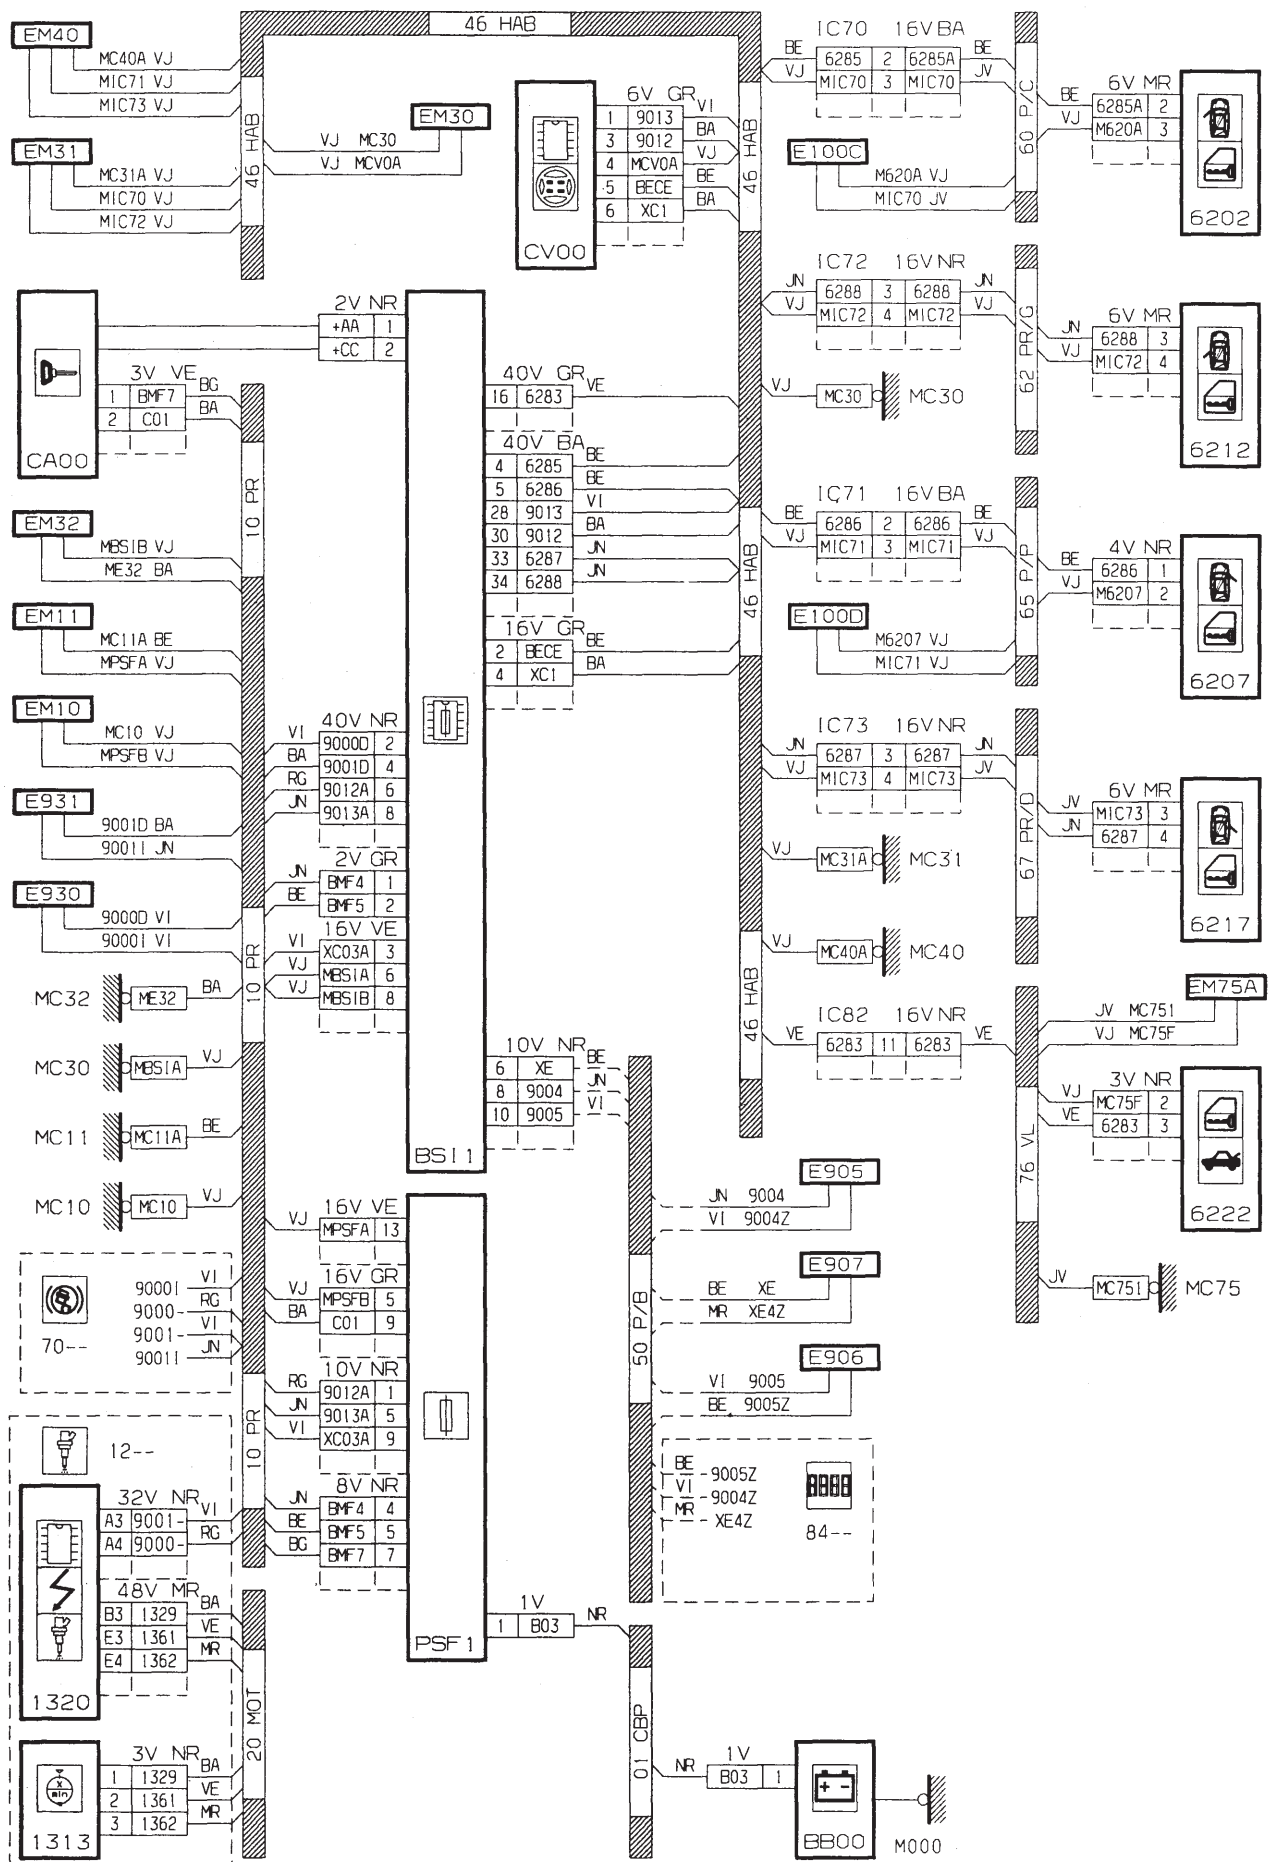 46 HAB
EM40
MC40A VJ
MIC71 VJ
MIC73 VJ
EM31
MC31A VJ
MIC70 VJ
MIC72 VJ
46 HAB
EM30
VJ MC30
VJ MCV0A
CV00
6V GR
1 9013 VI
3 9012 BA
4 MCV0A VJ
5 BECE BE
6 XC1 BA
46 HAB
IC70 16V BA
BE 6285 2 6285A BE
VJ MIC70 3 MIC70 JV
E100C
M620A VJ
MIC70 JV
60 P/C
6V MR
BE 6285A 2
VJ M620A 3
6202
IC72 16V NR
JN 6288 3 6288 JN
VJ MIC72 4 MIC72 VJ
62 PR/G
6V MR
JN 6288 3
VJ MIC72 4
6212
VJ MC30 MC30
CA00
3V VE
1 BMF7 BG
2 C01 BA
2V NR
+AA 1
+CC 2
10 PR
40V GR
16 6283 VE
40V BA
4 6285 BE
5 6286 BE
28 9013 VI
30 9012 BA
33 6287 JN
34 6288 JN
16V GR
2 BECE BE
4 XC1 BA
46 HAB
IC71 16V BA
BE 6286 2 6286 BE
VJ MIC71 3 MIC71 VJ
E100D
M6207 VJ
MIC71 VJ
65 P/P
4V NR
BE 6286 1
VJ M6207 2
6207
EM32
MBSIB VJ
ME32 BA
EM11
MC11A BE
MPSFA VJ
EM10
MC10 VJ
MPSFB VJ
E931
9001D BA
9001I JN
E930
9000D VI
9000I VI
40V NR
VI 9000D 2
BA 9001D 4
RG 9012A 6
JN 9013A 8
2V GR
JN BMF4 1
BE BMF5 2
16V VE
VI XC03A 3
VJ MBSIA 6
VJ MBSIB 8
10 PR
MC32 ME32 BA
MC30 MBSIA VJ
MC11 MC11A BE
MC10 MC10 VJ
10V NR
6 XE BE
8 9004 JN
10 9005 VI
BSI1
IC73 16V NR
JN 6287 3 6287 JN
VJ MIC73 4 MIC73 JV
67 PR/D
6V MR
JV MIC73 3
JN 6287 4
6217
VJ MC31A MC31
VJ MC40A MC40
46 HAB
IC82 16V NR
VE 6283 11 6283 VE
EM75A
JV MC751
VJ MC75F
3V NR
VJ MC75F 2
VE 6283 3
76 VL
6222
JV MC751 MC75
16V VE
VJ MPSFA 13
16V GR
VJ MPSFB 5
BA C01 9
10V NR
RG 9012A 1
JN 9013A 5
VI XC03A 9
8V NR
JN BMF4 4
BE BMF5 5
BG BMF7 7
PSF1
1V
1 B03 NR
70--
9000I VI
9000- RG
9001- VI
9001I JN
10 PR
12--
32V NR
A3 9001- VI
A4 9000- RG
48V MR
B3 1329 BA
E3 1361 VE
E4 1362 MR
1320
20 MOT
3V NR
1 1329 BA
2 1361 VE
3 1362 MR
x
min
1313
E905
JN 9004
VI 9004Z
E907
BE XE
MR XE4Z
E906
VI 9005
BE 9005Z
50 P/B
BE 9005Z
VI 9004Z
MR XE4Z
84--
01 CBP
1V
NR B03 1
+ -
BB00
M000